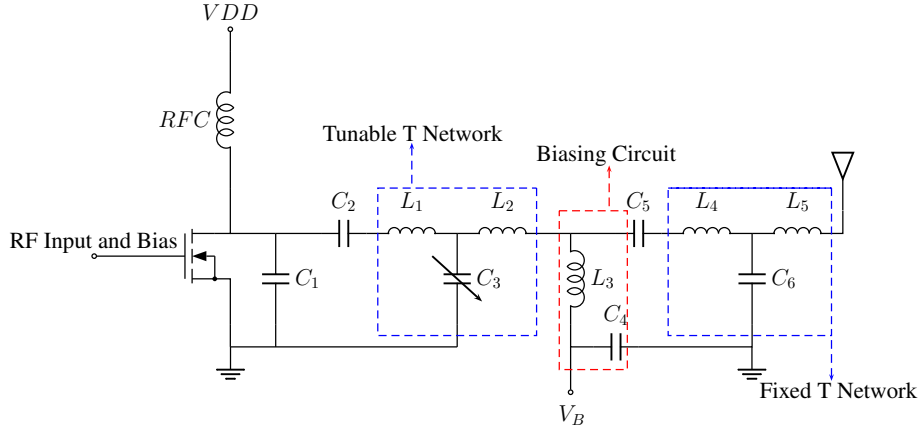 VDD
RFC
Tunable T Network
Biasing Circuit
C2
L1
L2
C5
L4
L5
RF Input and Bias
C1
C3
L3
C6
C4
VB
Fixed T Network